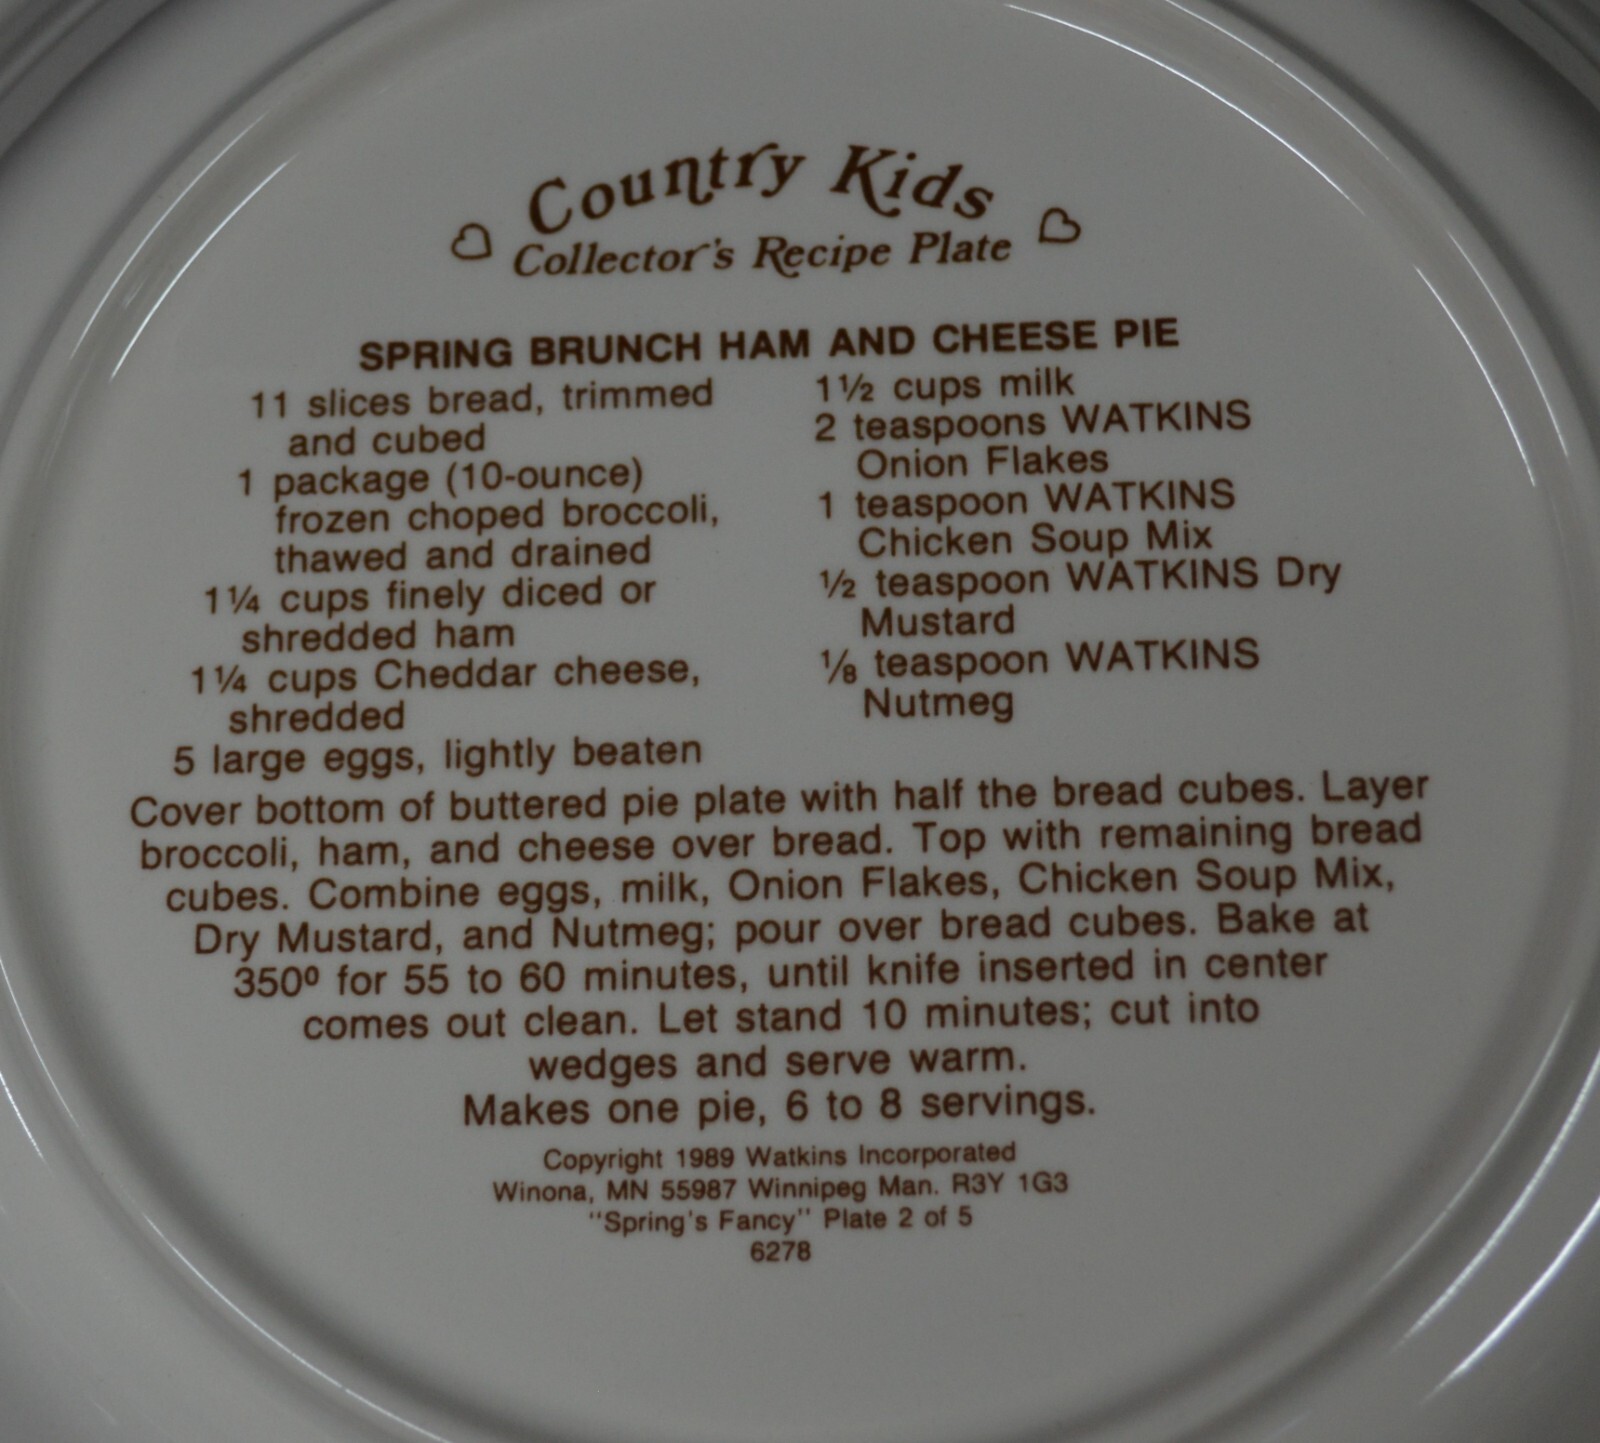 Country Kids
Collector's Recipe Plate
SPRING BRUNCH HAM AND CHEESE PIE
11 slices bread, trimmed
and cubed
1 package (10-ounce)
frozen choped broccoli,
thawed and drained
1¼ cups finely diced or
shredded ham
1¼ cups Cheddar cheese,
shredded
5 large eggs, lightly beaten
1½ cups milk
2 teaspoons WATKINS
Onion Flakes
1 teaspoon WATKINS
Chicken Soup Mix
½ teaspoon WATKINS Dry
Mustard
⅛ teaspoon WATKINS
Nutmeg
Cover bottom of buttered pie plate with half the bread cubes. Layer
broccoli, ham, and cheese over bread. Top with remaining bread
cubes. Combine eggs, milk, Onion Flakes, Chicken Soup Mix,
Dry Mustard, and Nutmeg; pour over bread cubes. Bake at
350º for 55 to 60 minutes, until knife inserted in center
comes out clean. Let stand 10 minutes; cut into
wedges and serve warm.
Makes one pie, 6 to 8 servings.
Copyright 1989 Watkins Incorporated
Winona, MN 55987 Winnipeg Man. R3Y 1G3
"Spring's Fancy" Plate 2 of 5
6278